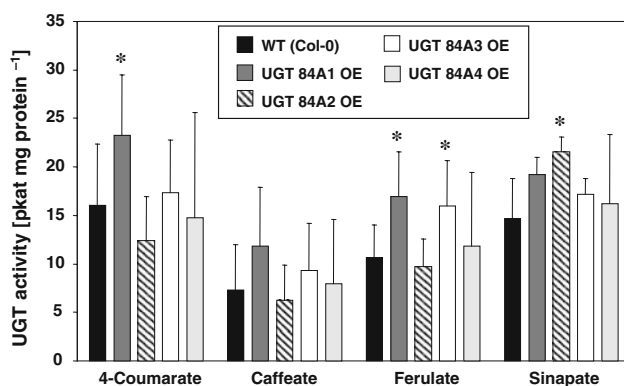 UGT activity [pkat mg protein ⁻¹]
35
30
25
20
15
10
5
0
WT (Col-0)
UGT 84A1 OE
UGT 84A2 OE
UGT 84A3 OE
UGT 84A4 OE
*
*
*
*
4-Coumarate Caffeate Ferulate Sinapate